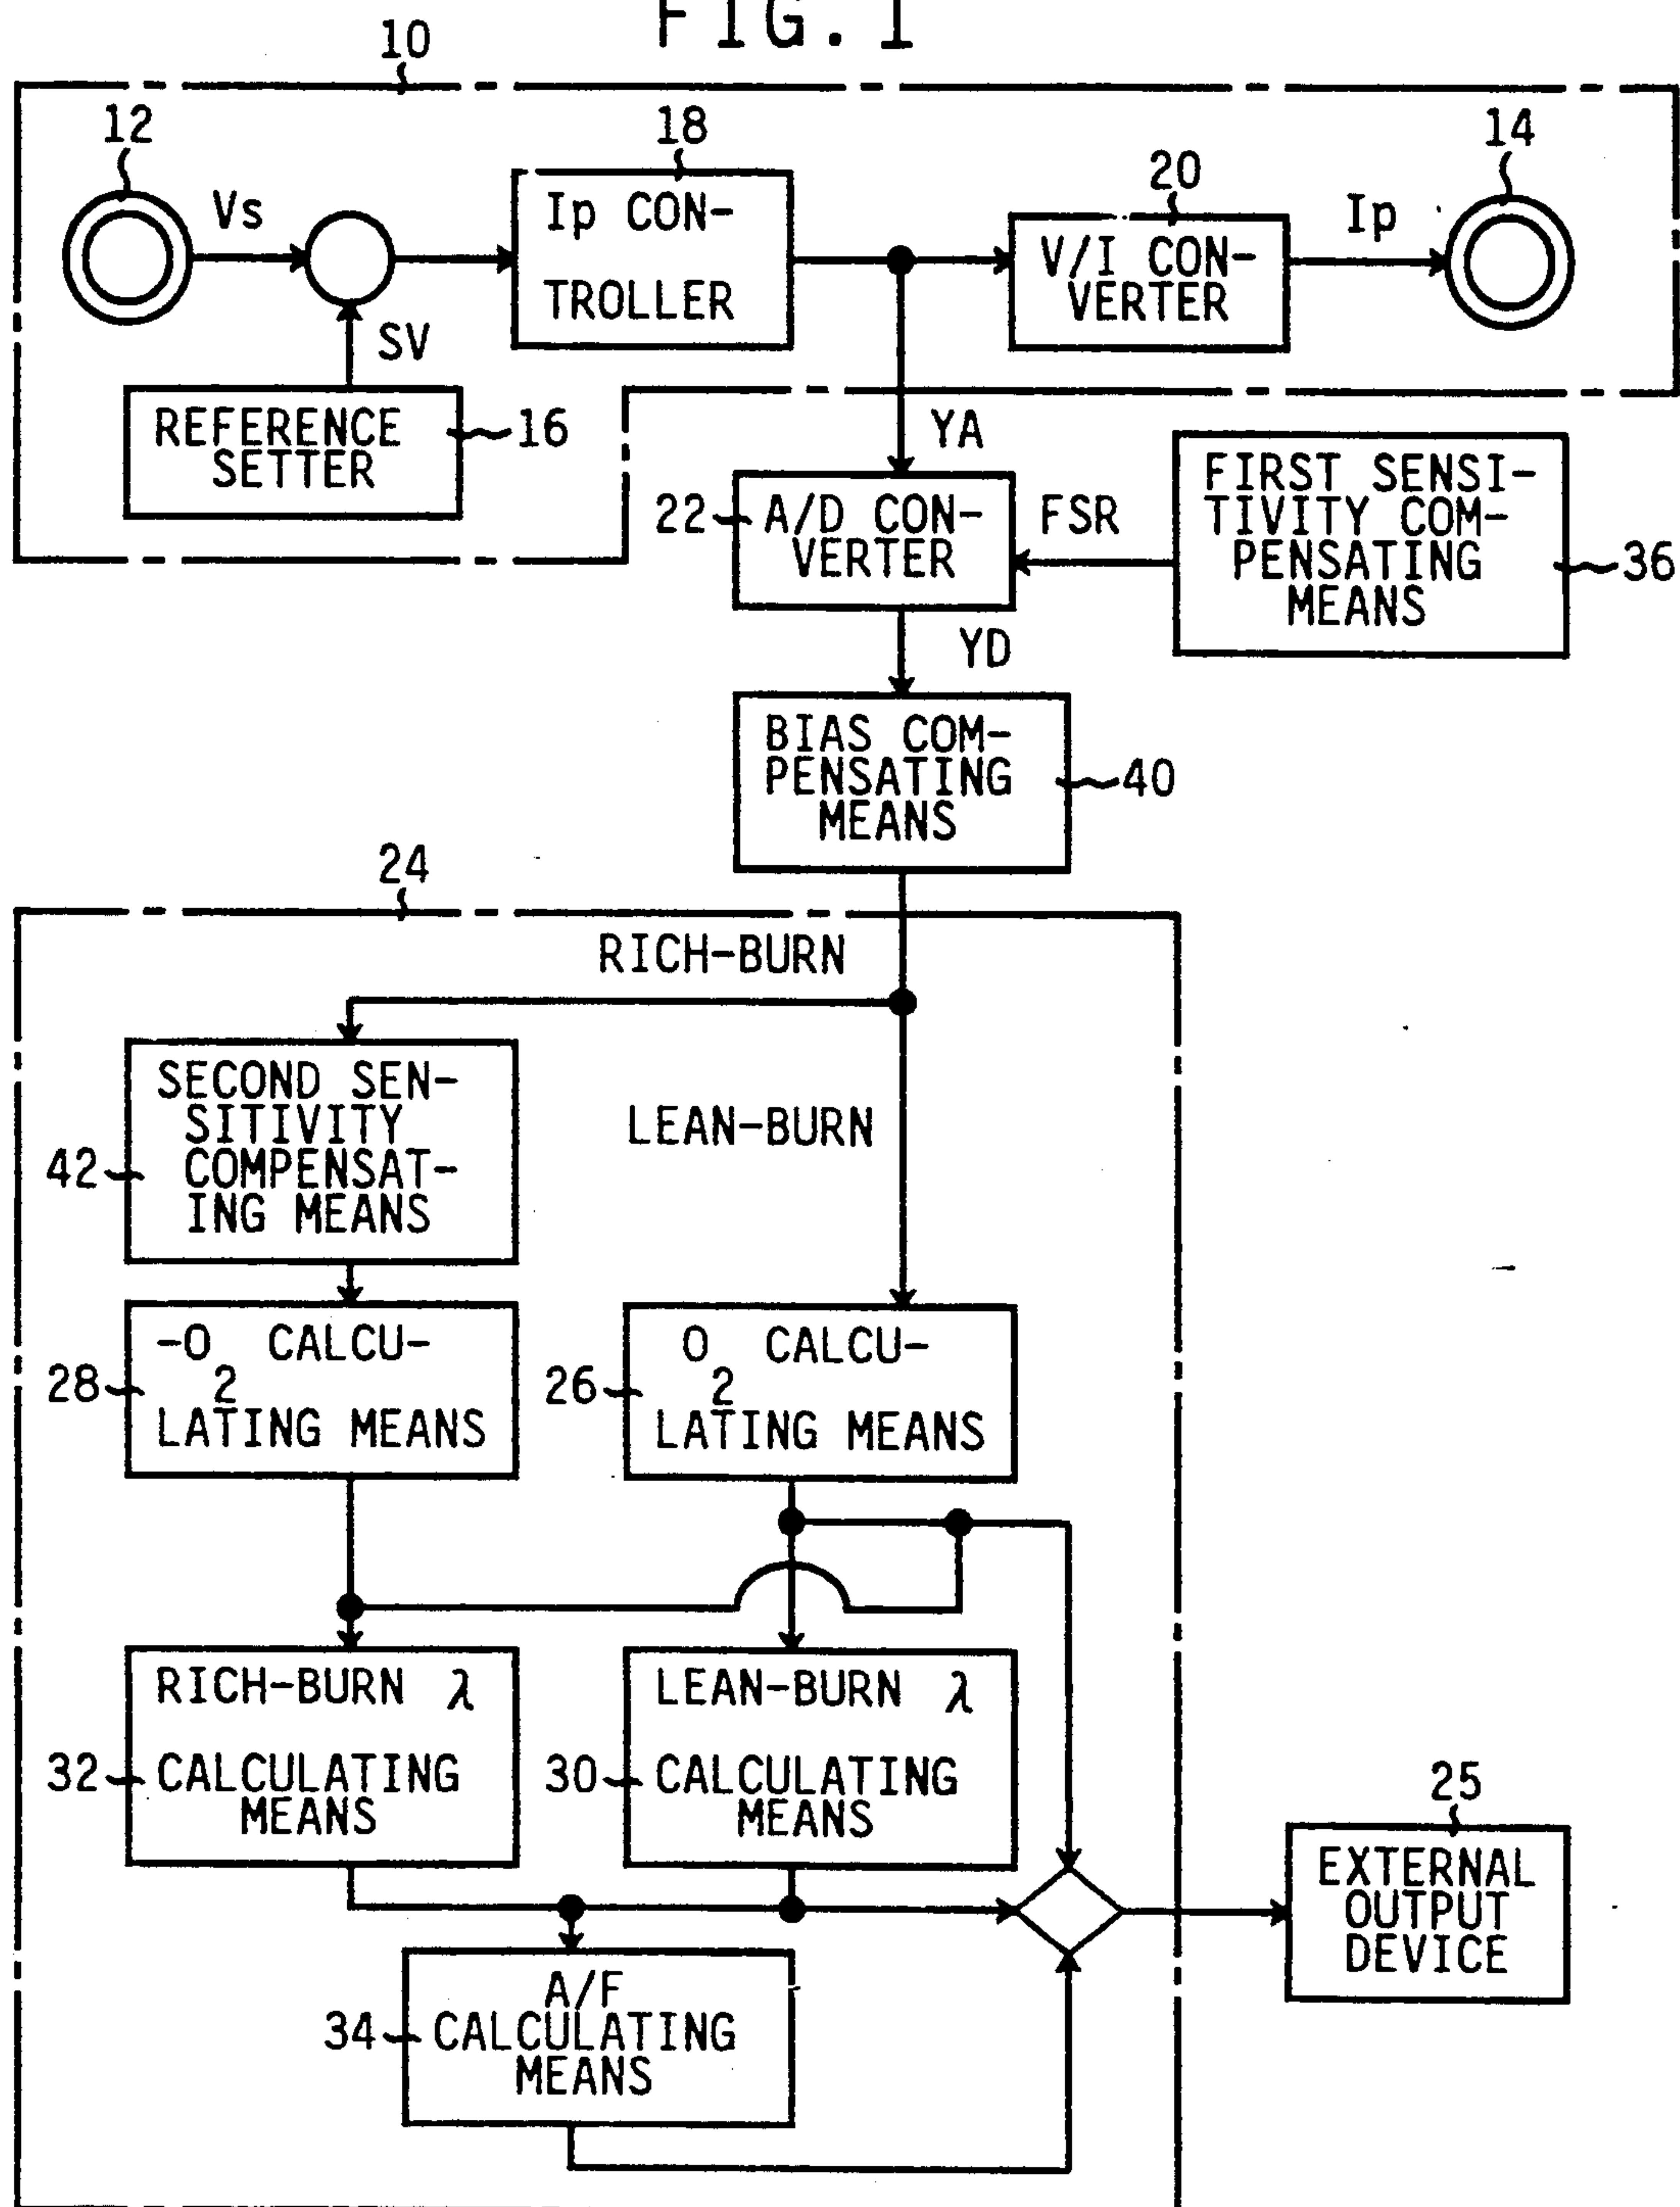 FIG. 1
10
12
18
14
20
Vs
Ip CON-
TROLLER
Ip
V/I CON-
VERTER
SV
REFERENCE
SETTER
16
YA
22
A/D CON-
VERTER
FSR
FIRST SENSI-
TIVITY COM-
PENSATING
MEANS
36
YD
BIAS COM-
PENSATING
MEANS
40
24
RICH-BURN
SECOND SEN-
SITIVITY
COMPENSAT-
ING MEANS
42
LEAN-BURN
-O2 CALCU-
LATING MEANS
28
O2 CALCU-
LATING MEANS
26
RICH-BURN λ
CALCULATING
MEANS
32
LEAN-BURN λ
CALCULATING
MEANS
30
25
EXTERNAL
OUTPUT
DEVICE
A/F
CALCULATING
MEANS
34